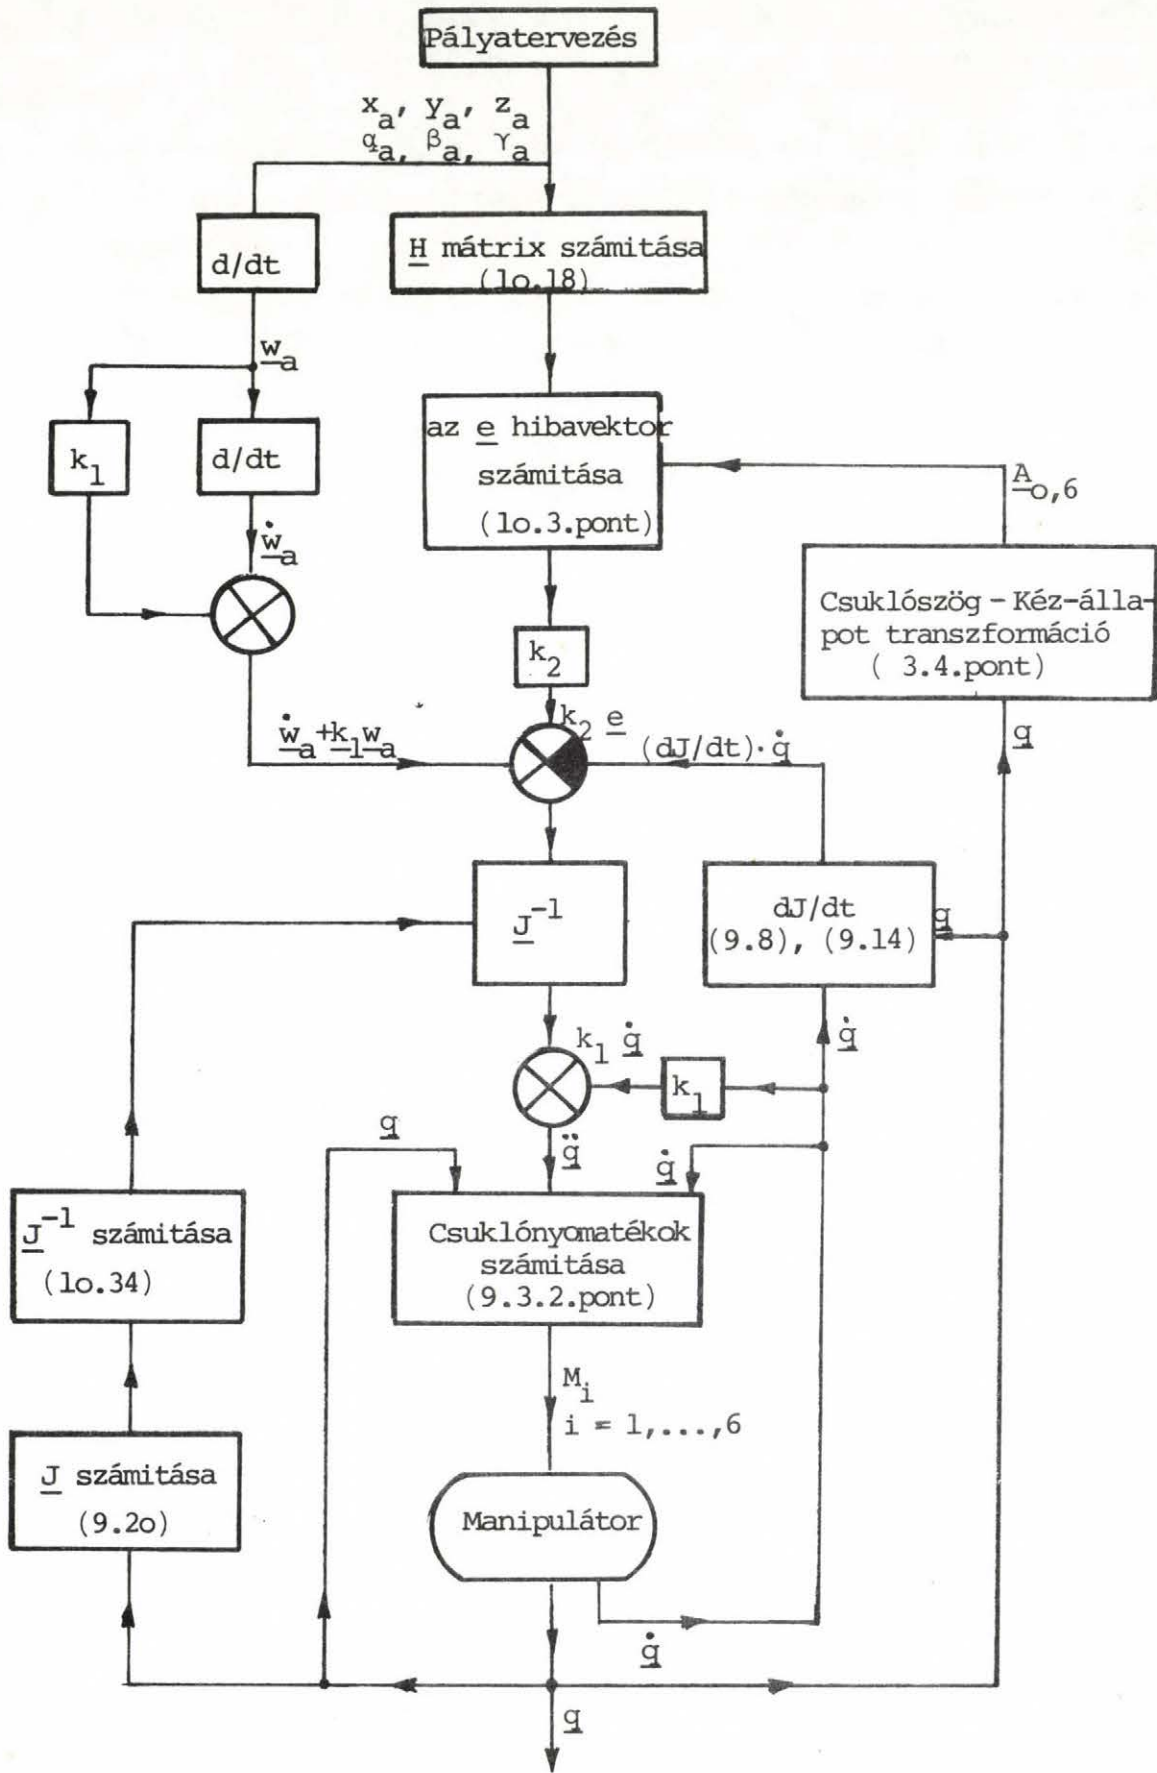 Pályatervezés
x_a, y_a, z_a
α_a, β_a, γ_a
d/dt
H mátrix számitása
(lo.18)
w_a
k_1
d/dt
az e hibavektor
számitása
(lo.3.pont)
A_o,6
ẇ_a
Csuklószög - Kéz-álla-
pot transzformáció
( 3.4.pont)
k_2
k_2 e
ẇ_a+k_1w_a
(dJ/dt)·q̇
q
J^-1
dJ/dt
(9.8), (9.14)
q
q̇
k_1 q̇
k_1
q
q̈
q̇
J^-1 számitása
(lo.34)
Csuklónyomatékok
számitása
(9.3.2.pont)
M_i
i = 1,...,6
J számitása
(9.2o)
Manipulátor
q̇
q